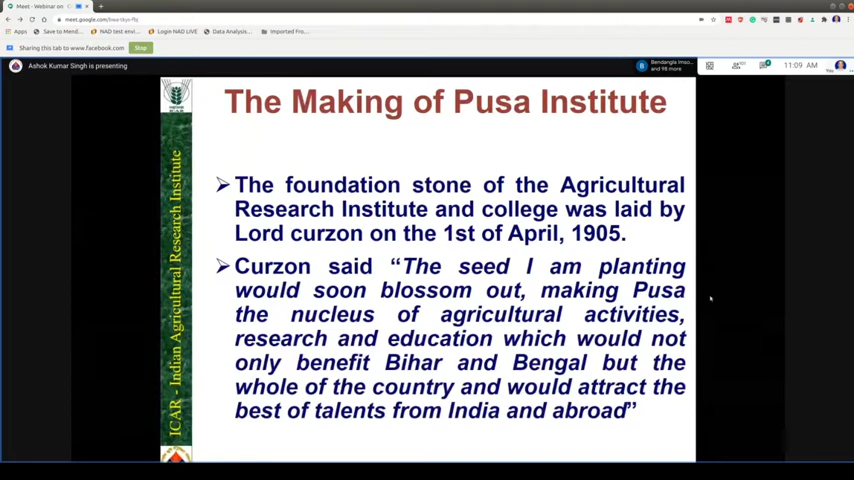 Meet - Webinar on
meet.google.com/bwa-tkyo-fbj
Apps
Save to Mend...
NAD test envi...
Login NAD LIVE
Data Analysis...
Imported Fro...
Sharing this tab to www.facebook.com
Stop
Ashok Kumar Singh is presenting
B
Bendangla Imso...
and 98 more
11:09 AM
You
The Making of Pusa Institute
ICAR - Indian Agricultural Research Institute
➢ The foundation stone of the Agricultural
Research Institute and college was laid by
Lord curzon on the 1st of April, 1905.
➢ Curzon said “The seed I am planting
would soon blossom out, making Pusa
the nucleus of agricultural activities,
research and education which would not
only benefit Bihar and Bengal but the
whole of the country and would attract the
best of talents from India and abroad”